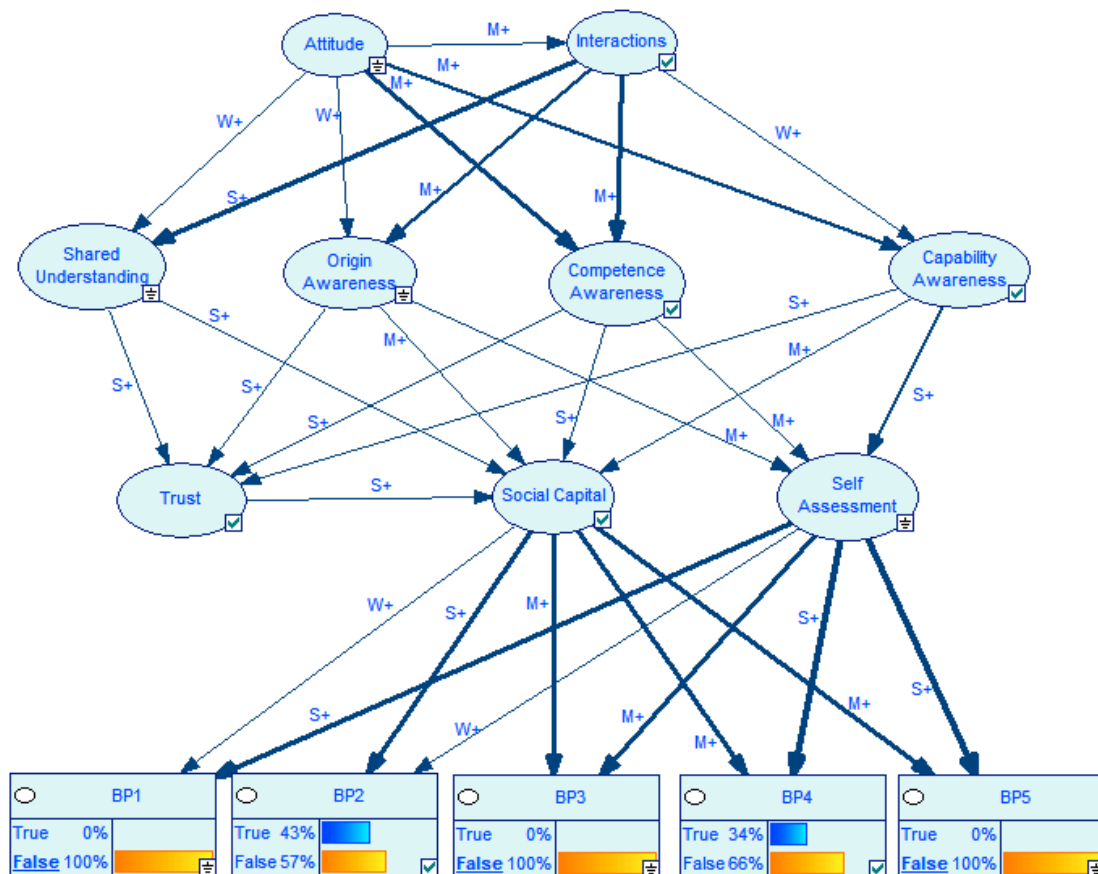 M+
Attitude
Interactions
M+
M+
W+
W+
W+
S+
M+
M+
Shared
Understanding
Origin
Awareness
Competence
Awareness
Capability
Awareness
S+
S+
M+
M+
S+
S+
S+
S+
M+
M+
S+
Trust
S+
Social Capital
Self
Assessment
W+
S+
M+
S+
S+
S+
M+
W+
M+
M+
BP1
BP2
BP3
BP4
BP5
True 0%
False 100%
True 43%
False 57%
True 0%
False 100%
True 34%
False 66%
True 0%
False 100%